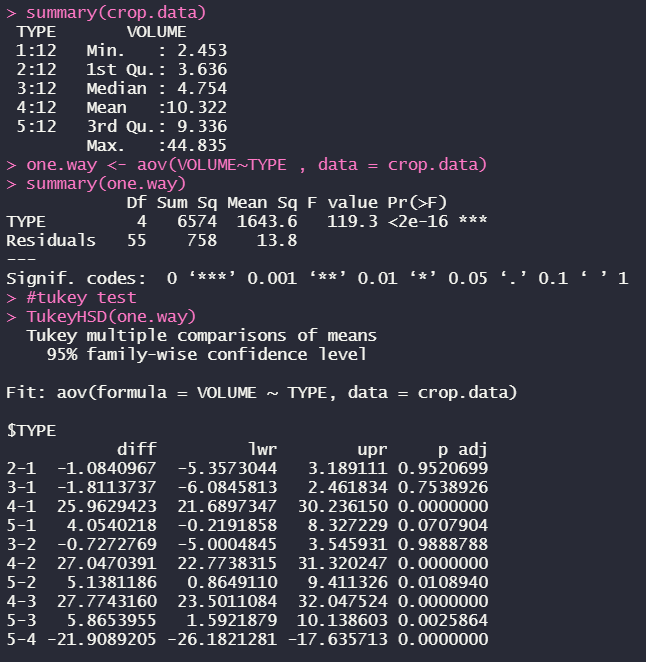 > summary(crop.data)
TYPE VOLUME
1:12 Min. : 2.453
2:12 1st Qu.: 3.636
3:12 Median : 4.754
4:12 Mean :10.322
5:12 3rd Qu.: 9.336
Max. :44.835
> one.way <- aov(VOLUME~TYPE , data = crop.data)
> summary(one.way)
Df Sum Sq Mean Sq F value Pr(>F)
TYPE 4 6574 1643.6 119.3 <2e-16 ***
Residuals 55 758 13.8
---
Signif. codes: 0 ‘***’ 0.001 ‘**’ 0.01 ‘*’ 0.05 ‘.’ 0.1 ‘ ’ 1
> #tukey test
> TukeyHSD(one.way)
Tukey multiple comparisons of means
95% family-wise confidence level
Fit: aov(formula = VOLUME ~ TYPE, data = crop.data)
$TYPE
diff lwr upr p adj
2-1 -1.0840967 -5.3573044 3.189111 0.9520699
3-1 -1.8113737 -6.0845813 2.461834 0.7538926
4-1 25.9629423 21.6897347 30.236150 0.0000000
5-1 4.0540218 -0.2191858 8.327229 0.0707904
3-2 -0.7272769 -5.0004845 3.545931 0.9888788
4-2 27.0470391 22.7738315 31.320247 0.0000000
5-2 5.1381186 0.8649110 9.411326 0.0108940
4-3 27.7743160 23.5011084 32.047524 0.0000000
5-3 5.8653955 1.5921879 10.138603 0.0025864
5-4 -21.9089205 -26.1821281 -17.635713 0.0000000